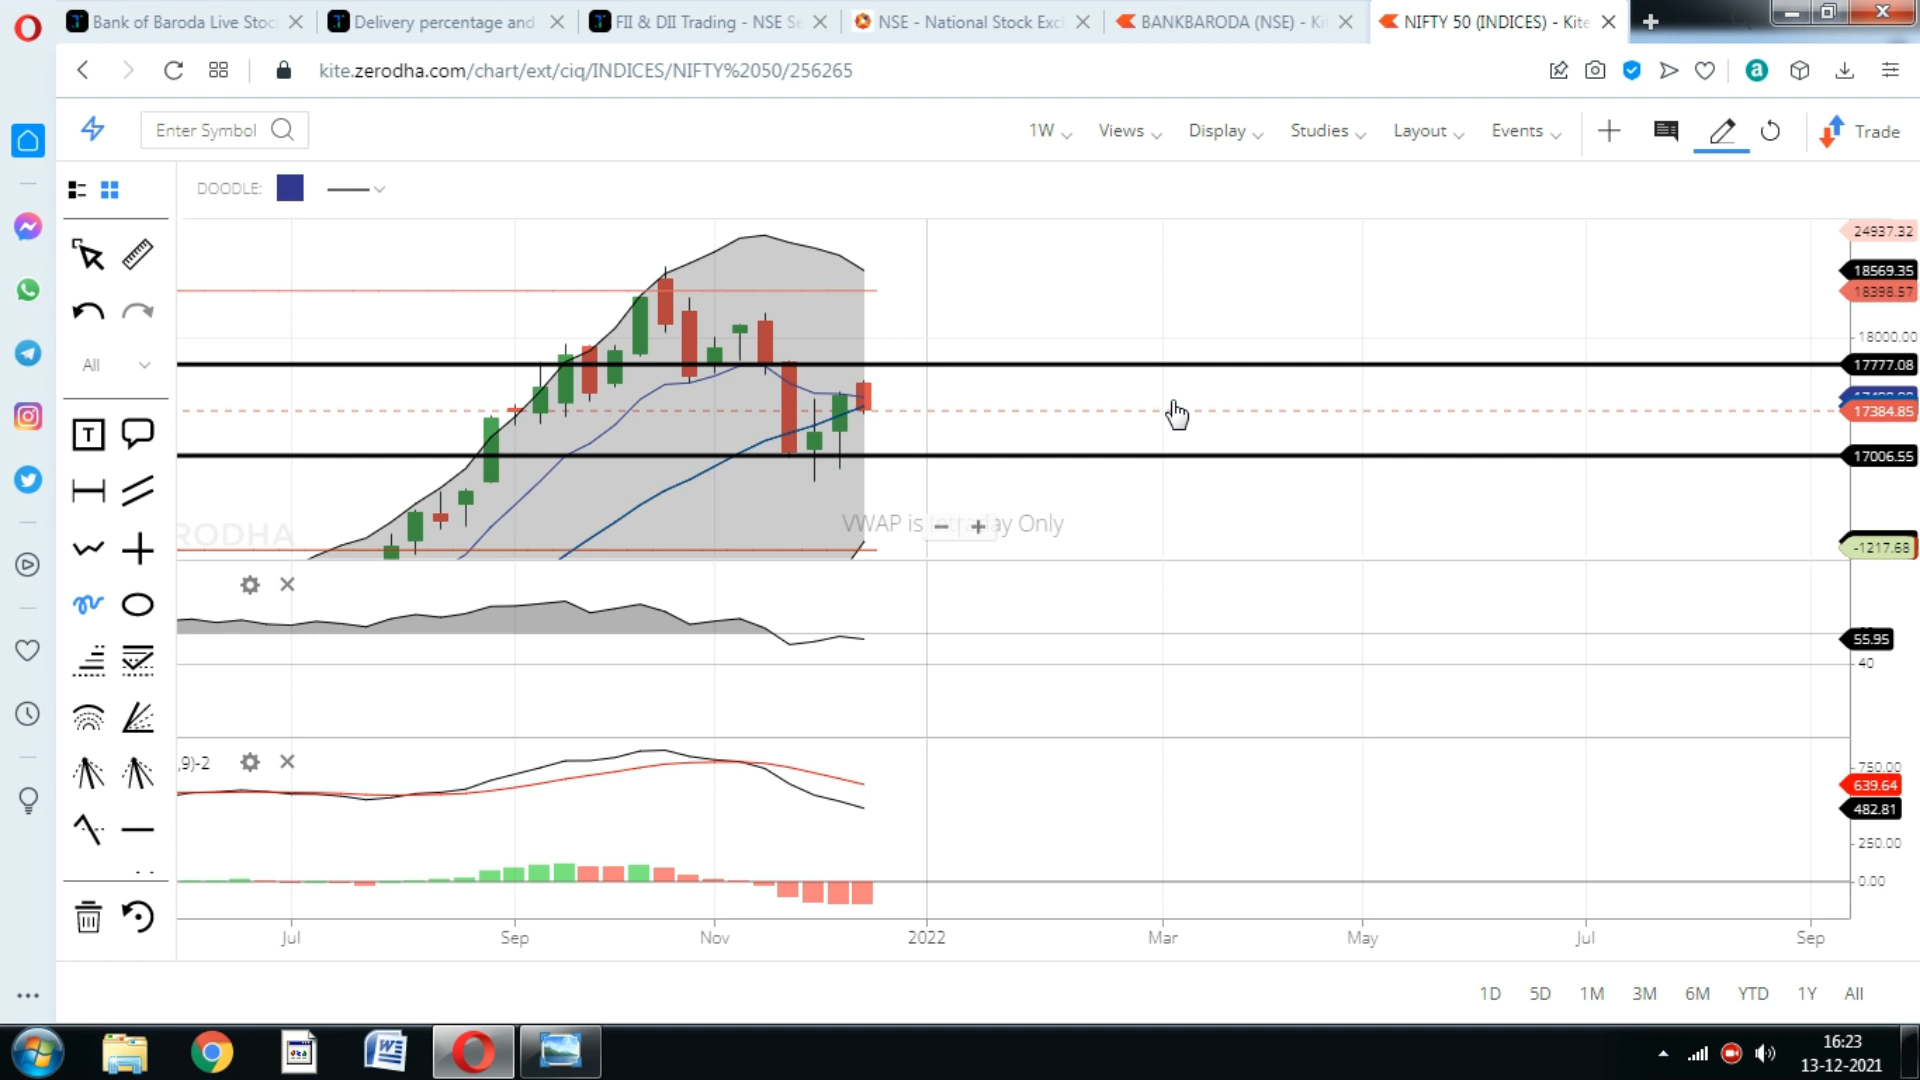 Bank of Baroda Live Stoc
Delivery percentage and
FII & DII Trading - NSE Se
NSE - National Stock Excl
BANKBARODA (NSE) - Kit
NIFTY 50 (INDICES) - Kite
kite.zerodha.com/chart/ext/ciq/INDICES/NIFTY%2050/256265
Enter Symbol
1W
Views
Display
Studies
Layout
Events
Trade
DOODLE:
All
T
24937.32
18569.35
18398.57
18000.00
17777.08
17384.85
17006.55
-1217.68
RODHA
VWAP is Intraday Only
55.95
40
,9)-2
750.00
639.64
482.81
250.00
0.00
Jul
Sep
Nov
2022
Mar
May
Jul
Sep
1D
5D
1M
3M
6M
YTD
1Y
All
16:23
13-12-2021